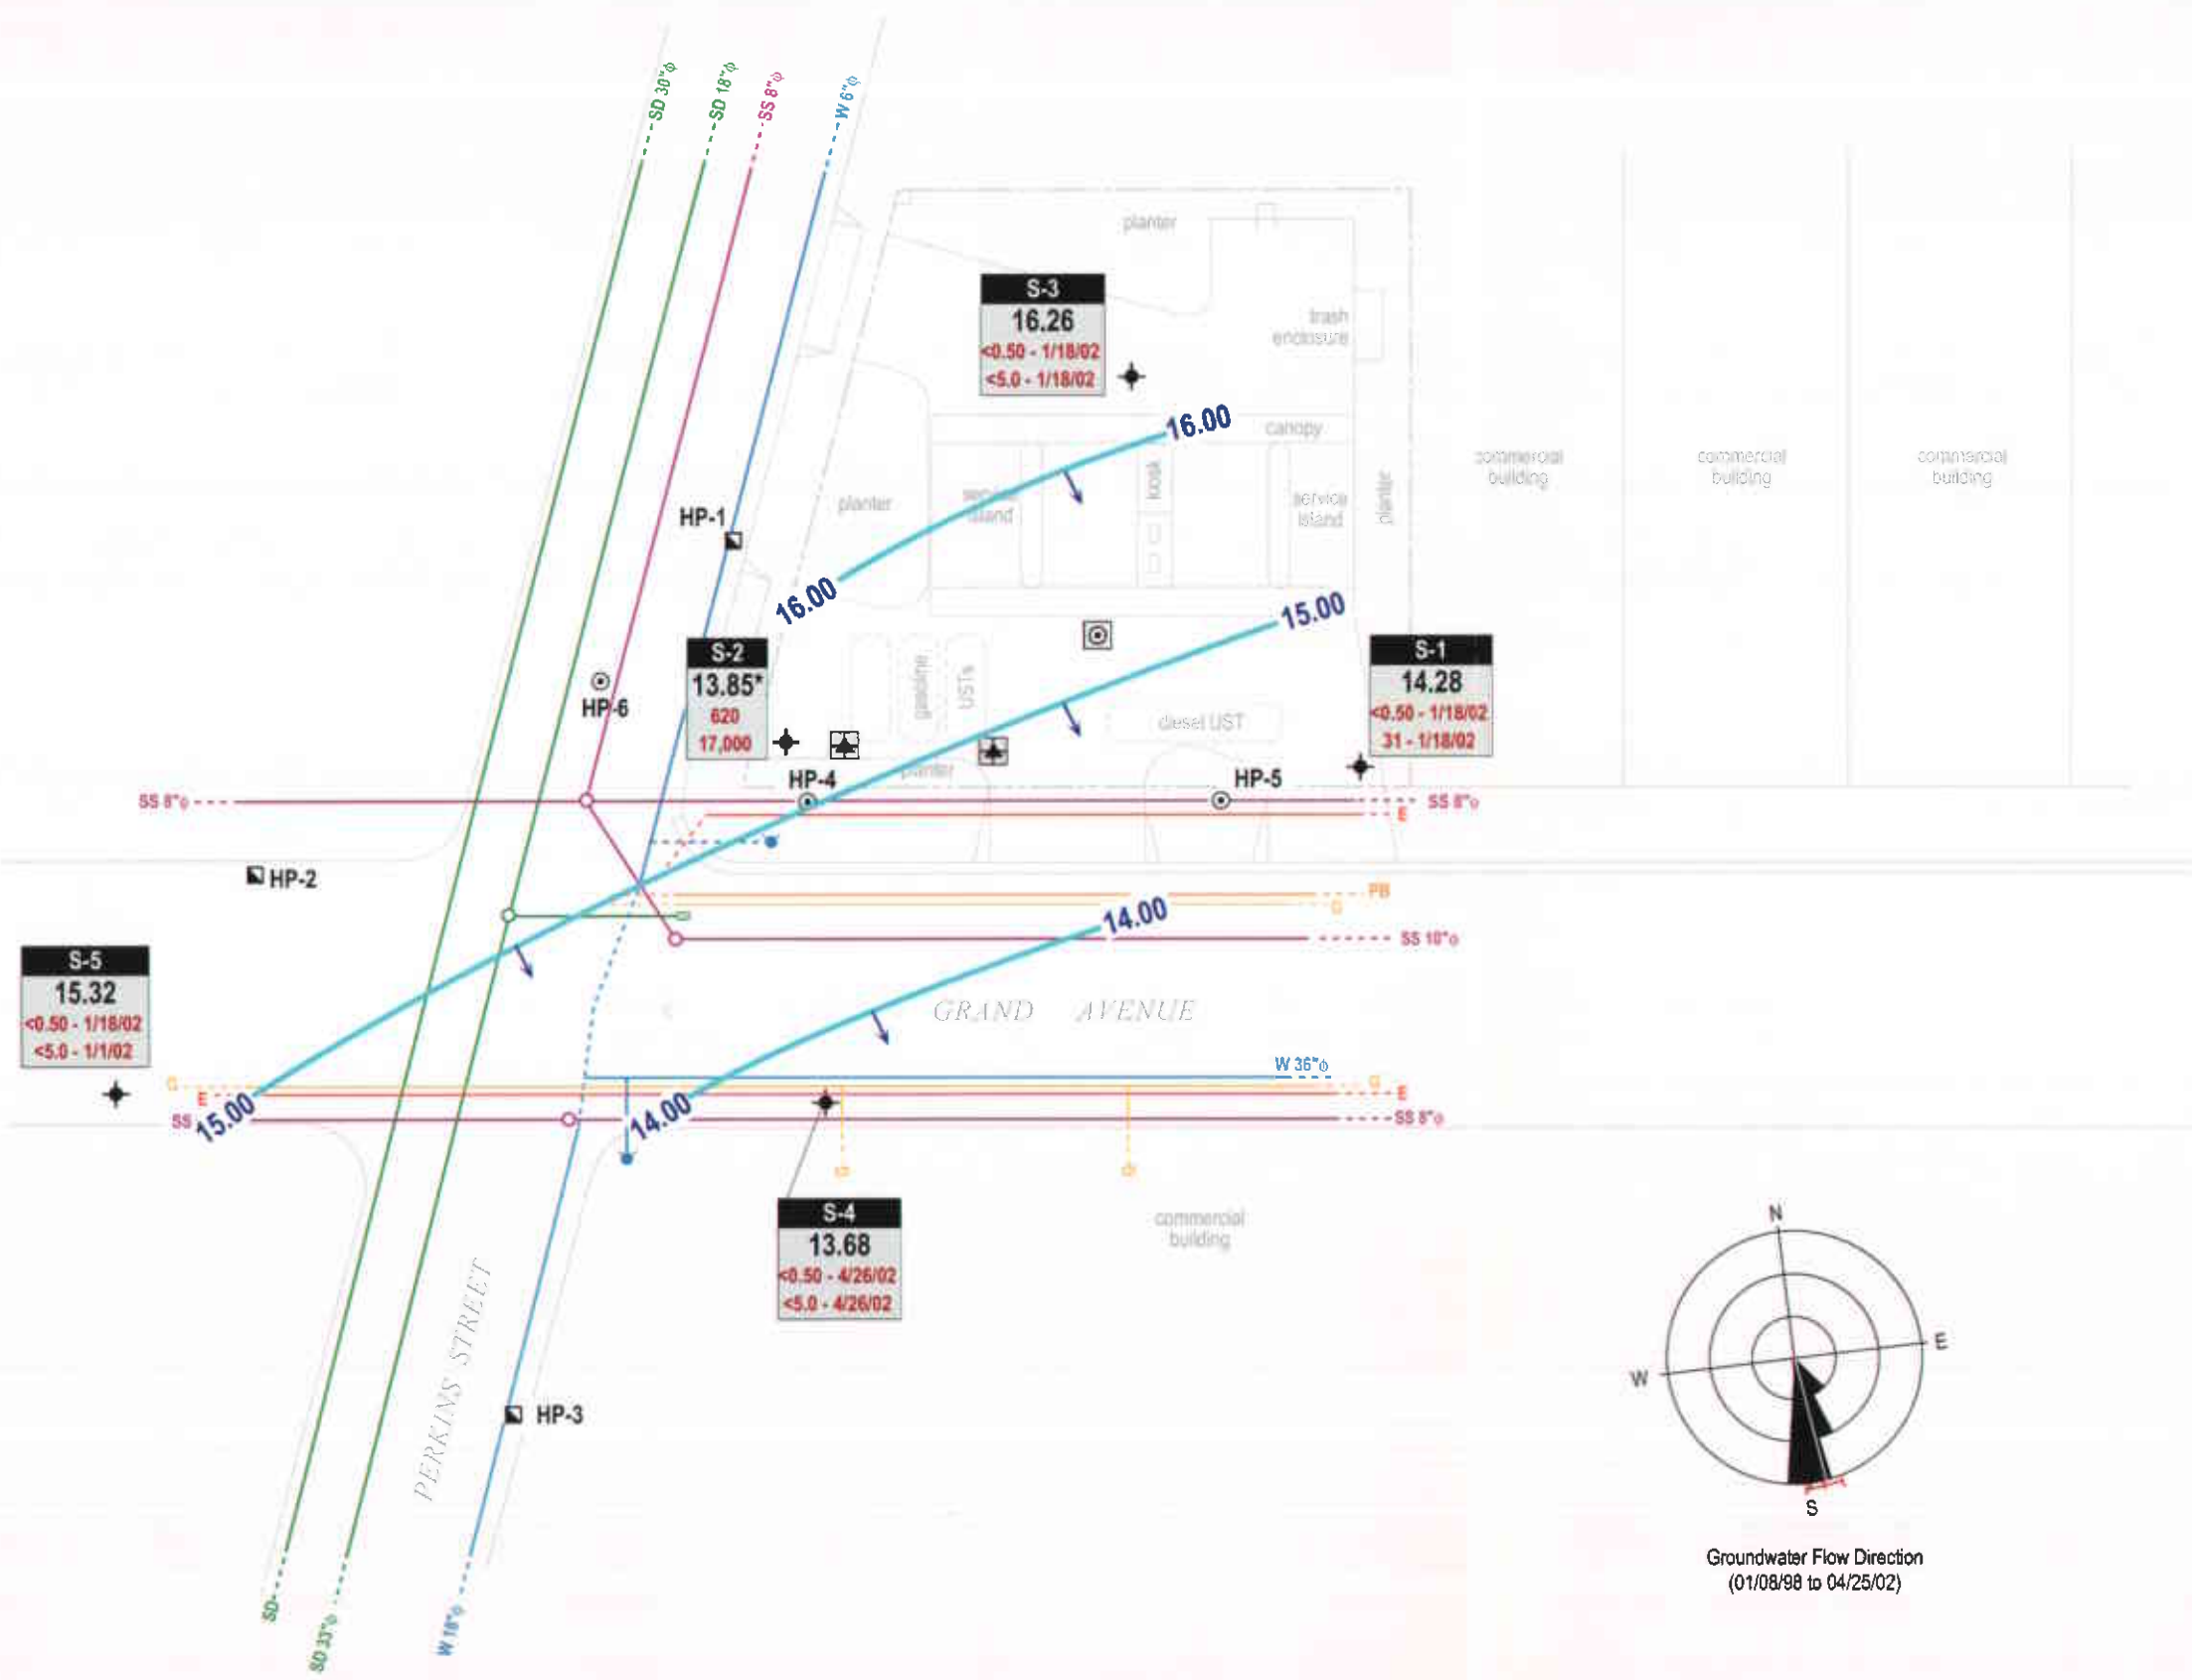 SD 30"φ
SD 18"φ
SS 8"φ
W 6"φ
planter
S-3
16.26
<0.50 - 1/18/02
<5.0 - 1/18/02
trash
enclosure
16.00
canopy
commercial
building
commercial
building
commercial
building
kiosk
planter
service
island
service
island
planter
HP-1
16.00
15.00
S-2
13.85*
620
17,000
S-1
14.28
<0.50 - 1/18/02
31 - 1/18/02
gasoline
USTs
HP-6
diesel UST
planter
HP-4
HP-5
SS 8"φ
SS 8"φ
E
HP-2
PB
G
14.00
SS 10"φ
S-5
15.32
<0.50 - 1/18/02
<5.0 - 1/1/02
GRAND AVENUE
W 36"φ
G
G
E
E
15.00
14.00
SS
SS 8"φ
S-4
13.68
<0.50 - 4/26/02
<5.0 - 4/26/02
commercial
building
PERKINS STREET
HP-3
N
E
W
S
Groundwater Flow Direction
(01/08/98 to 04/25/02)
SD
SD 33"φ
W 18"φ